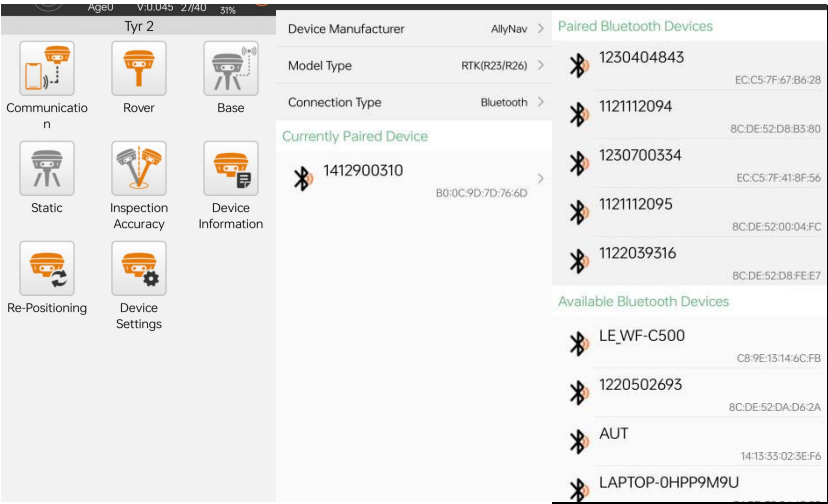 Age0 V:0.045 27/40 31%
Tyr 2
Communicatio
n
Rover
Base
Static
Inspection
Accuracy
Device
Information
Re-Positioning
Device
Settings
Device Manufacturer AllyNav >
Model Type RTK(R23/R26) >
Connection Type Bluetooth >
Currently Paired Device
1412900310
B0:0C:9D:7D:76:6D
Paired Bluetooth Devices
1230404843
EC:C5:7F:67:B6:28
1121112094
8C:DE:52:D8:B3:80
1230700334
EC:C5:7F:41:8F:56
1121112095
8C:DE:52:00:04:FC
1122039316
8C:DE:52:D8:FE:E7
Available Bluetooth Devices
LE_WF-C500
C8:9E:13:14:6C:FB
1220502693
8C:DE:52:DA:D6:2A
AUT
14:13:33:02:3E:F6
LAPTOP-0HPP9M9U